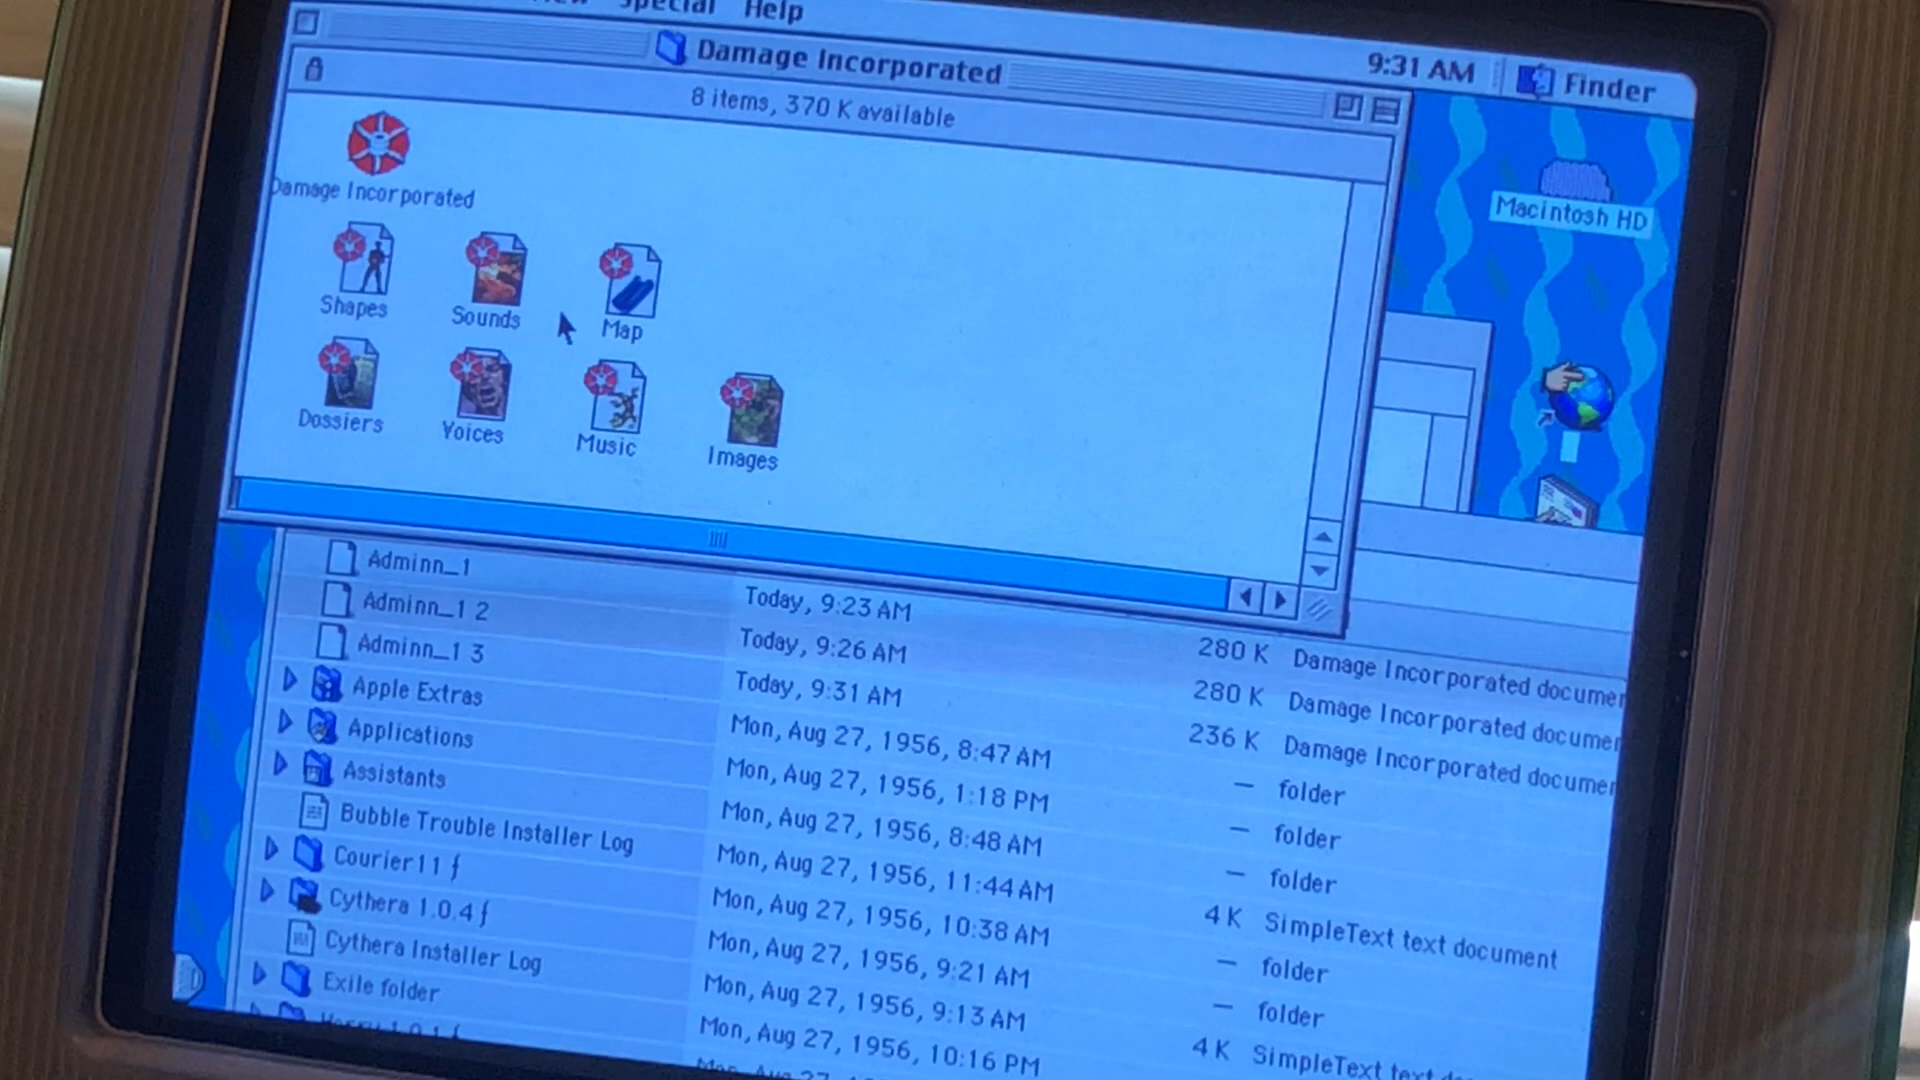 Special Help
9:31 AM Finder
Damage Incorporated
8 items, 370 K available
Damage Incorporated
Macintosh HD
Shapes Sounds Map
Dossiers Voices Music Images
Adminn_1 Today, 9:23 AM 280 K Damage Incorporated documen
Adminn_1 2 Today, 9:26 AM 280 K Damage Incorporated documen
Adminn_1 3 Today, 9:31 AM 236 K Damage Incorporated documen
Apple Extras Mon, Aug 27, 1956, 8:47 AM — folder
Applications Mon, Aug 27, 1956, 1:18 PM — folder
Assistants Mon, Aug 27, 1956, 8:48 AM — folder
Bubble Trouble Installer Log Mon, Aug 27, 1956, 11:44 AM 4 K SimpleText text document
Courier11 ƒ Mon, Aug 27, 1956, 10:38 AM — folder
Cythera 1.0.4 ƒ Mon, Aug 27, 1956, 9:21 AM — folder
Cythera Installer Log Mon, Aug 27, 1956, 9:13 AM 4 K SimpleText text do
Exile folder Mon, Aug 27, 1956, 10:16 PM